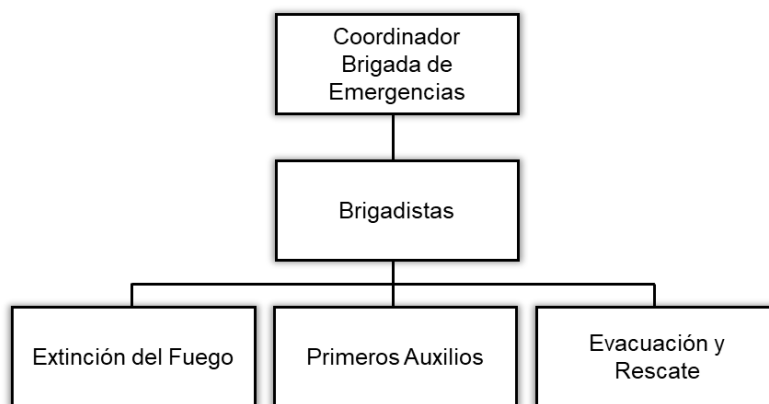 Coordinador
Brigada de
Emergencias
Brigadistas
Extinción del Fuego
Primeros Auxilios
Evacuación y
Rescate